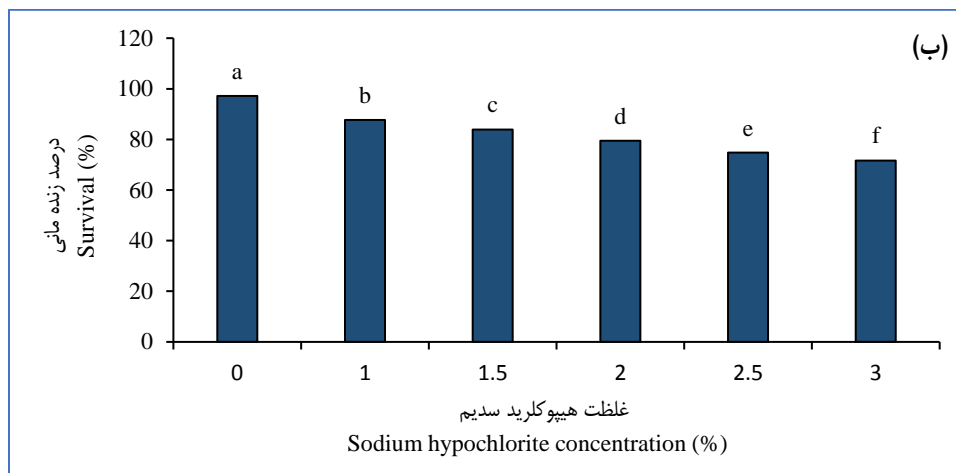 (ب)
درصد زنده مانی
Survival (%)
120
100
80
60
40
20
0
a
b
c
d
e
f
0
1
1.5
2
2.5
3
غلظت هیپوکلرید سدیم
Sodium hypochlorite concentration (%)